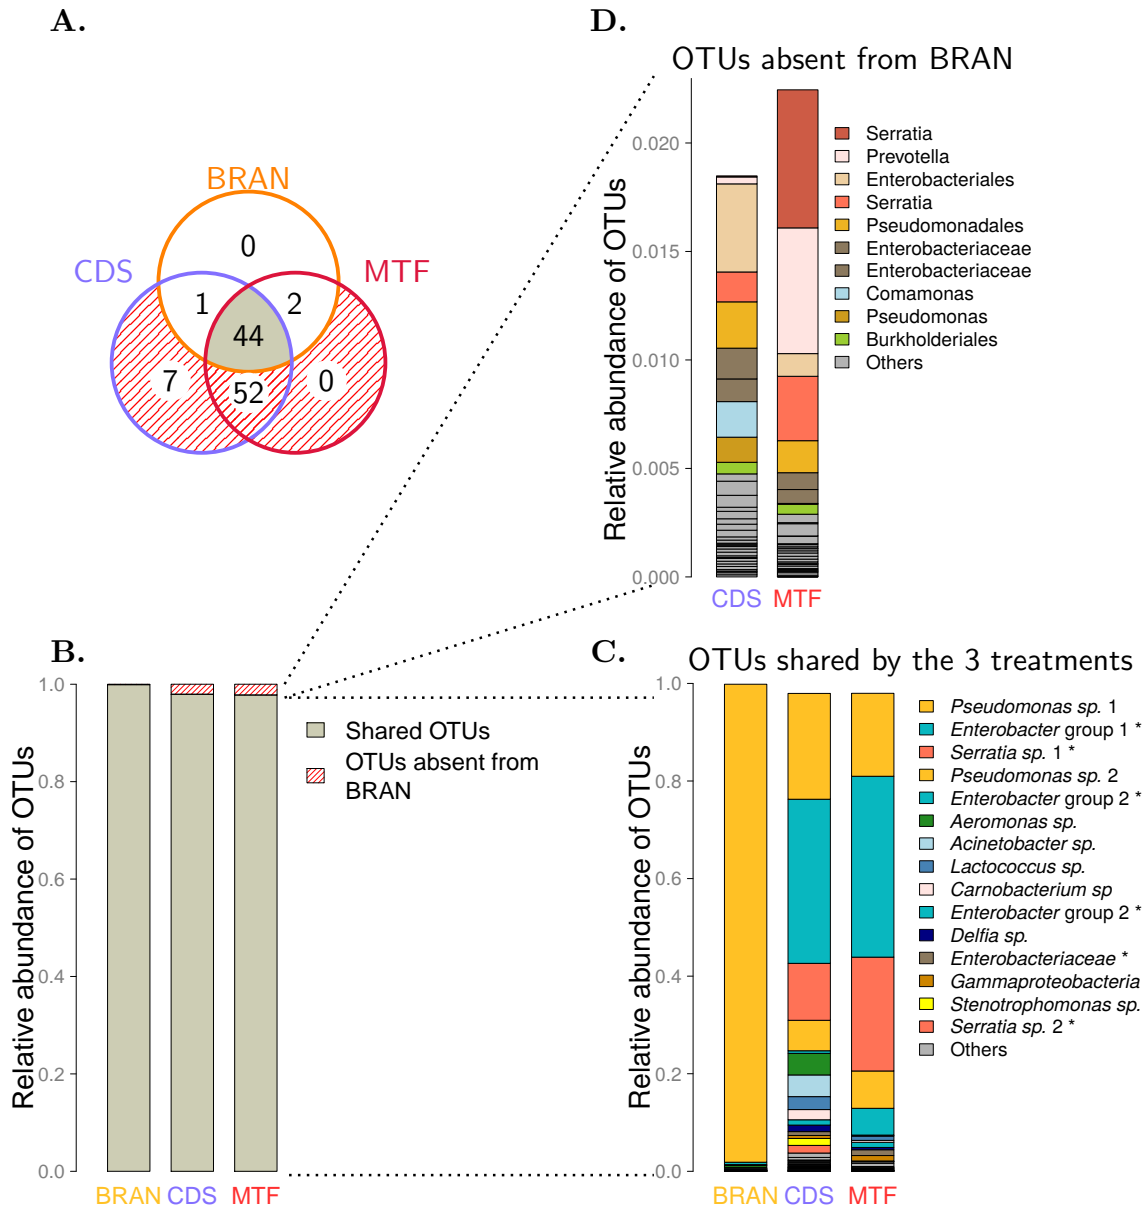 A.
BRAN
CDS
MTF
0
1
2
44
7
52
0
D.
OTUs absent from BRAN
Relative abundance of OTUs
0.020
0.015
0.010
0.005
0.000
CDS
MTF
Serratia
Prevotella
Enterobacteriales
Serratia
Pseudomonadales
Enterobacteriaceae
Enterobacteriaceae
Comamonas
Pseudomonas
Burkholderiales
Others
B.
Relative abundance of OTUs
1.0
0.8
0.6
0.4
0.2
0.0
BRAN
CDS
MTF
Shared OTUs
OTUs absent from
BRAN
C.
OTUs shared by the 3 treatments
Relative abundance of OTUs
1.0
0.8
0.6
0.4
0.2
0.0
BRAN
CDS
MTF
Pseudomonas sp. 1
Enterobacter group 1 *
Serratia sp. 1 *
Pseudomonas sp. 2
Enterobacter group 2 *
Aeromonas sp.
Acinetobacter sp.
Lactococcus sp.
Carnobacterium sp
Enterobacter group 2 *
Delfia sp.
Enterobacteriaceae *
Gammaproteobacteria
Stenotrophomonas sp.
Serratia sp. 2 *
Others